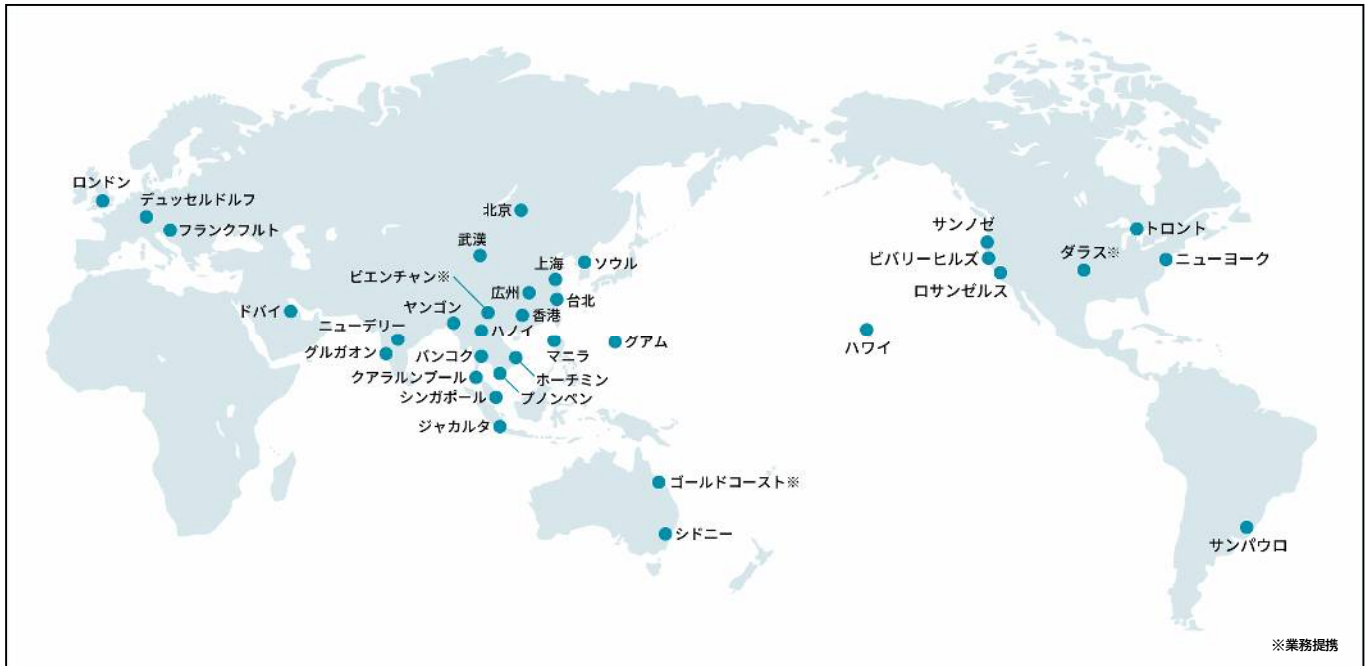 ロンドン
デュッセルドルフ
フランクフルト
北京
武漢
ビエンチャン※
上海
ソウル
広州
台北
ヤンゴン
香港
ドバイ
ニューデリー
ハノイ
グルガオン
バンコク
マニラ
グアム
クアラルンプール
ホーチミン
シンガポール
プノンペン
ジャカルタ
ゴールドコースト※
シドニー
サンノゼ
トロント
ビバリーヒルズ
ダラス※
ニューヨーク
ロサンゼルス
ハワイ
サンパウロ
※業務提携